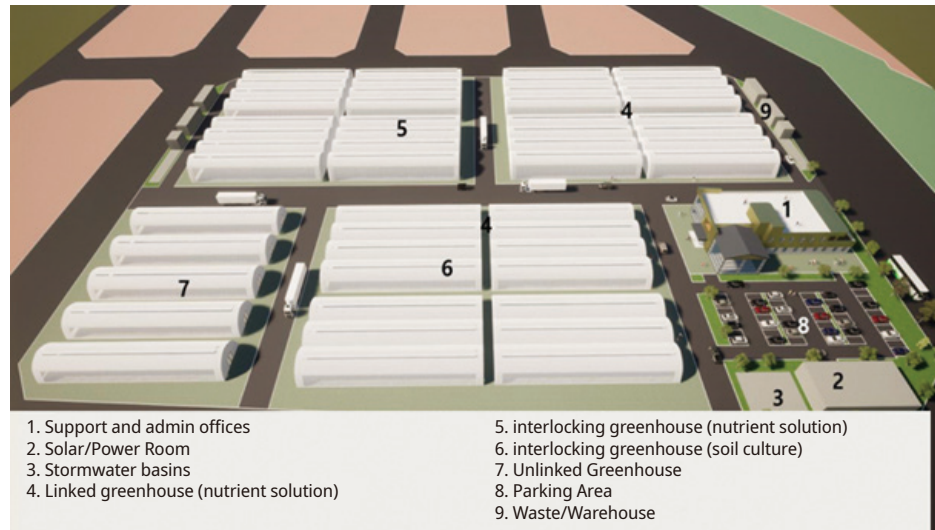 5
4
9
1
4
6
7
8
2
3
1. Support and admin offices
2. Solar/Power Room
3. Stormwater basins
4. Linked greenhouse (nutrient solution)
5. interlocking greenhouse (nutrient solution)
6. interlocking greenhouse (soil culture)
7. Unlinked Greenhouse
8. Parking Area
9. Waste/Warehouse